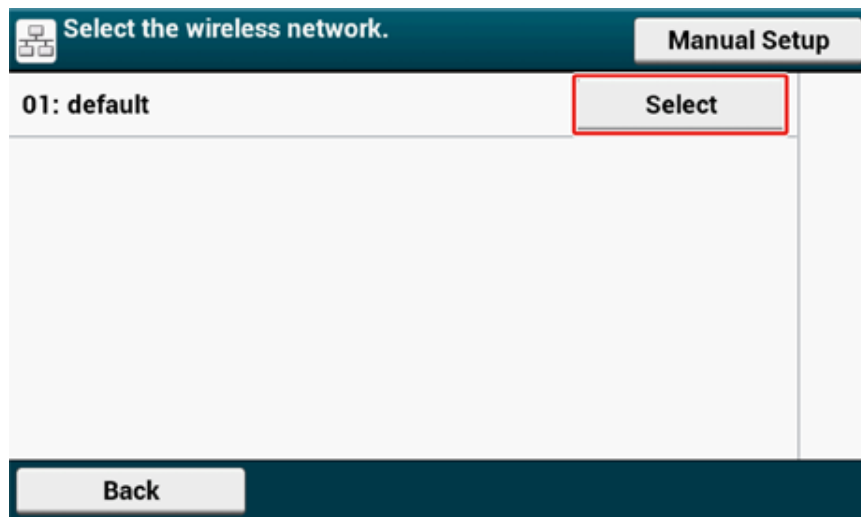 Select the wireless network.
Manual Setup
01: default
Select
Back